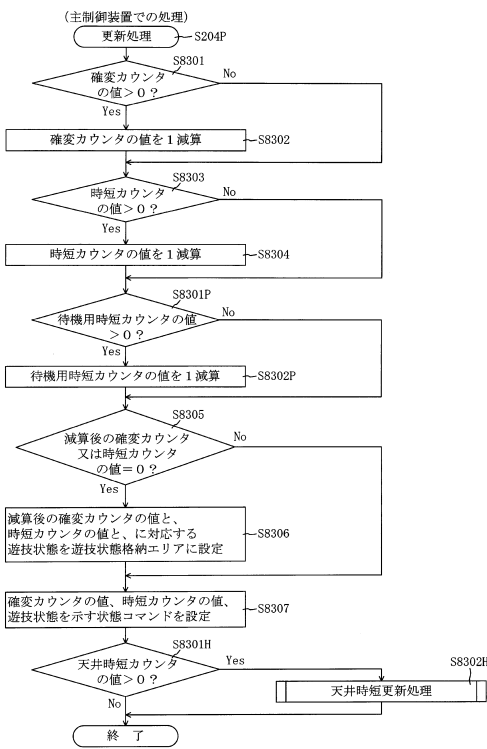 （主制御装置での処理）
更新処理
S204P
S8301
確変カウンタ
の値＞０？
No
Yes
確変カウンタの値を１減算
S8302
S8303
時短カウンタ
の値＞０？
No
Yes
時短カウンタの値を１減算
S8304
S8301P
待機用時短カウンタの値
＞０？
No
Yes
待機用時短カウンタの値を１減算
S8302P
S8305
減算後の確変カウンタ
又は時短カウンタ
の値＝０？
No
Yes
減算後の確変カウンタの値と、
時短カウンタの値と、に対応する
遊技状態を遊技状態格納エリアに設定
S8306
確変カウンタの値、時短カウンタの値、
遊技状態を示す状態コマンドを設定
S8307
S8301H
天井時短カウンタ
の値＞０？
Yes
No
S8302H
天井時短更新処理
終　了